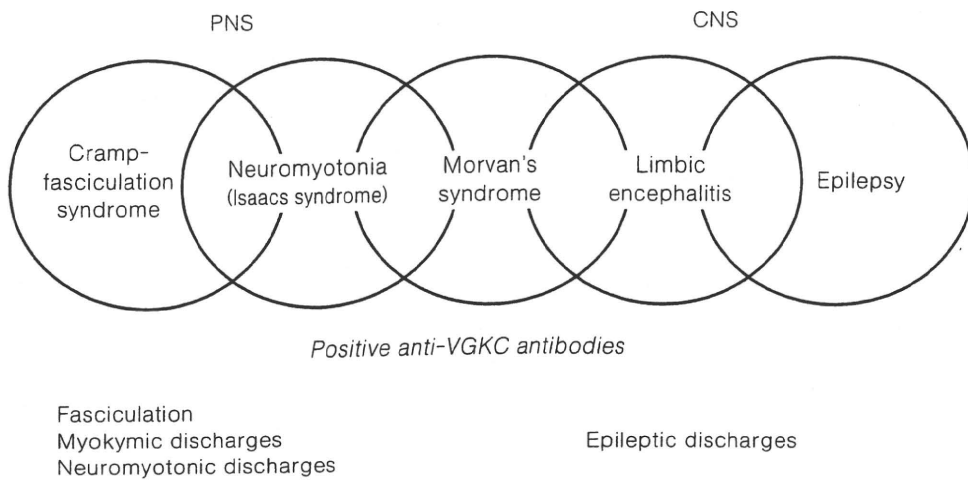 PNS
CNS
Cramp-
fasciculation
syndrome
Neuromyotonia
(Isaacs syndrome)
Morvan's
syndrome
Limbic
encephalitis
Epilepsy
Positive anti-VGKC antibodies
Fasciculation
Myokymic discharges
Neuromyotonic discharges
Epileptic discharges